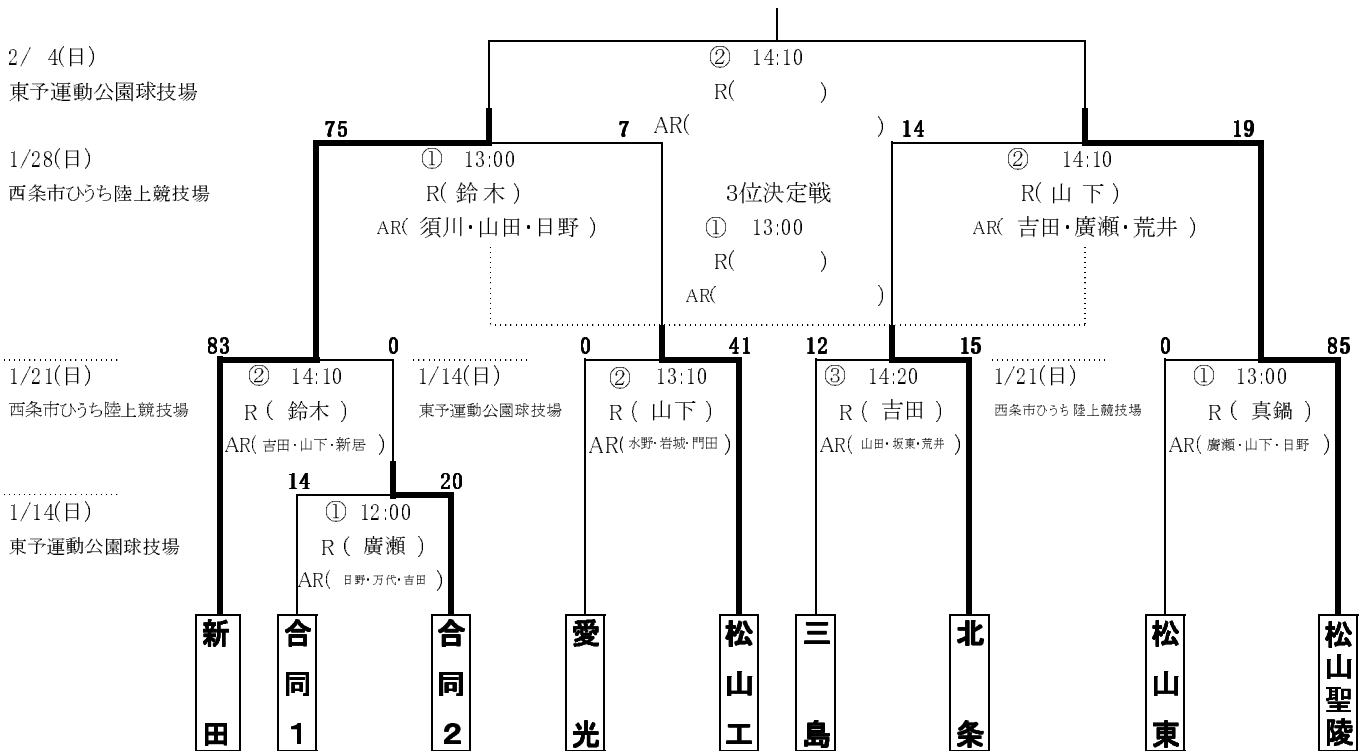 2/ 4(日)
② 14:10
東予運動公園球技場
R( )
75
7
AR( )
14
19
1/28(日)
① 13:00
② 14:10
西条市ひうち陸上競技場
R( 鈴木 )
3位決定戦
R( 山下 )
AR( 須川・山田・日野 )
① 13:00
AR( 吉田・廣瀬・荒井 )
R( )
AR( )
83
0
0
41
12
15
0
85
1/21(日)
② 14:10
1/14(日)
② 13:10
③ 14:20
1/21(日)
① 13:00
西条市ひうち陸上競技場
R( 鈴木 )
東予運動公園球技場
R( 山下 )
R( 吉田 )
西条市ひうち陸上競技場
R( 真鍋 )
AR( 吉田・山下・新居 )
AR( 水野・岩城・門田 )
AR( 山田・坂東・荒井 )
AR( 廣瀬・山下・日野 )
14
20
1/14(日)
① 12:00
東予運動公園球技場
R( 廣瀬 )
AR( 日野・万代・吉田 )
新田
合同1
合同2
愛光
松山工
三島
北条
松山東
松山聖陵